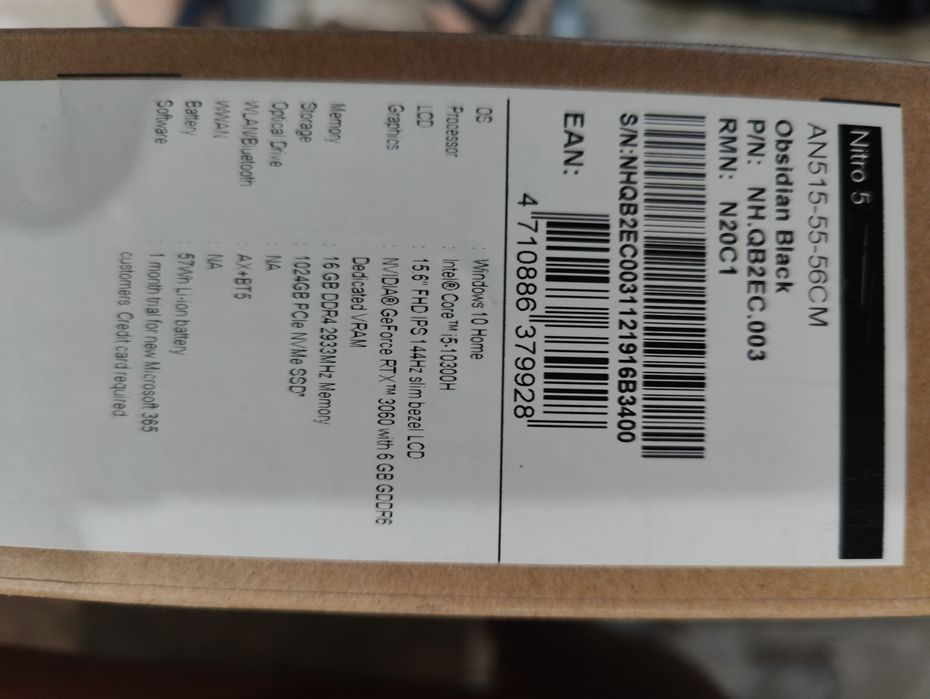 Nitro 5
AN515-55-56CM
Obsidian Black
P/N: NH.QB2EC.003
RMN: N20C1
S/N:NHQB2EC0031121916B3400
EAN:
4 710886 379928
OS : Windows 10 Home
Processor : Intel® Core™ i5-10300H
LCD : 15.6" FHD IPS 144Hz slim bezel LCD
Graphics : NVIDIA® GeForce RTX™ 3060 with 6 GB GDDR6
Dedicated VRAM
Memory : 16 GB DDR4 2933MHz Memory
Storage : 1024GB PCIe NVMe SSD*
Optical Drive : NA
WLAN/Bluetooth : AX+BT5
WWAN : NA
Battery : 57Wh Li-ion battery
Software : 1 month trial for new Microsoft 365
customers. Credit card required.